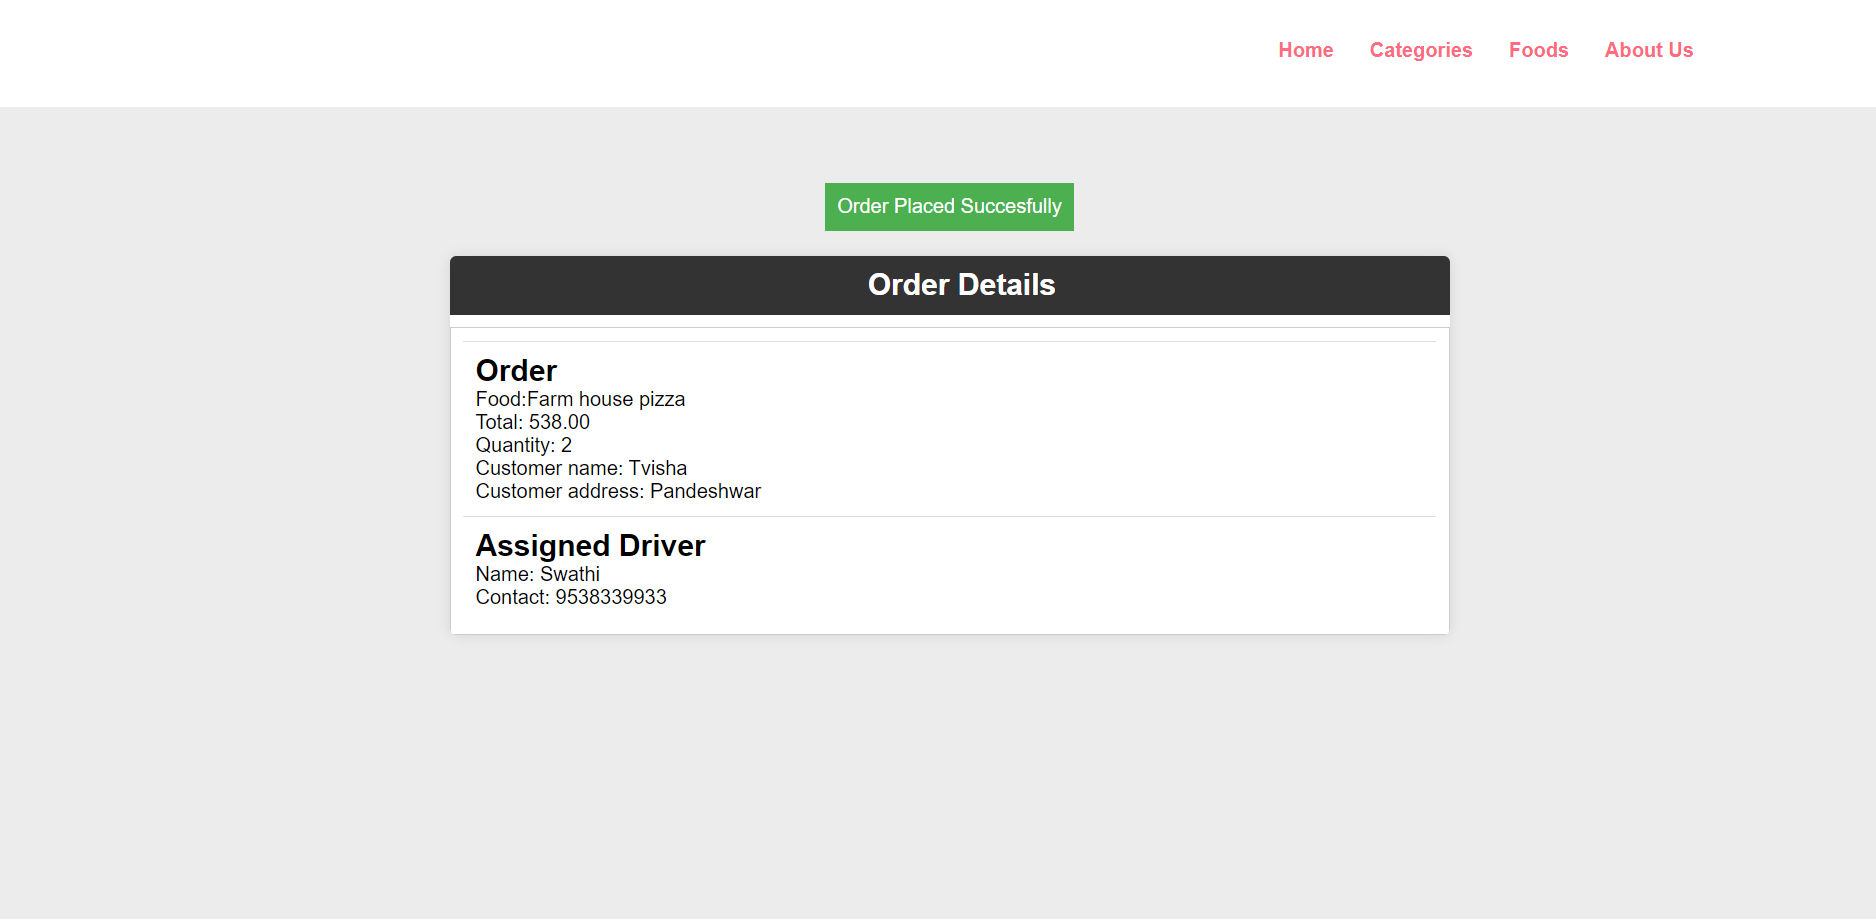 Home Categories Foods About Us
Order Placed Succesfully
Order Details
Order
Food:Farm house pizza
Total: 538.00
Quantity: 2
Customer name: Tvisha
Customer address: Pandeshwar
Assigned Driver
Name: Swathi
Contact: 9538339933